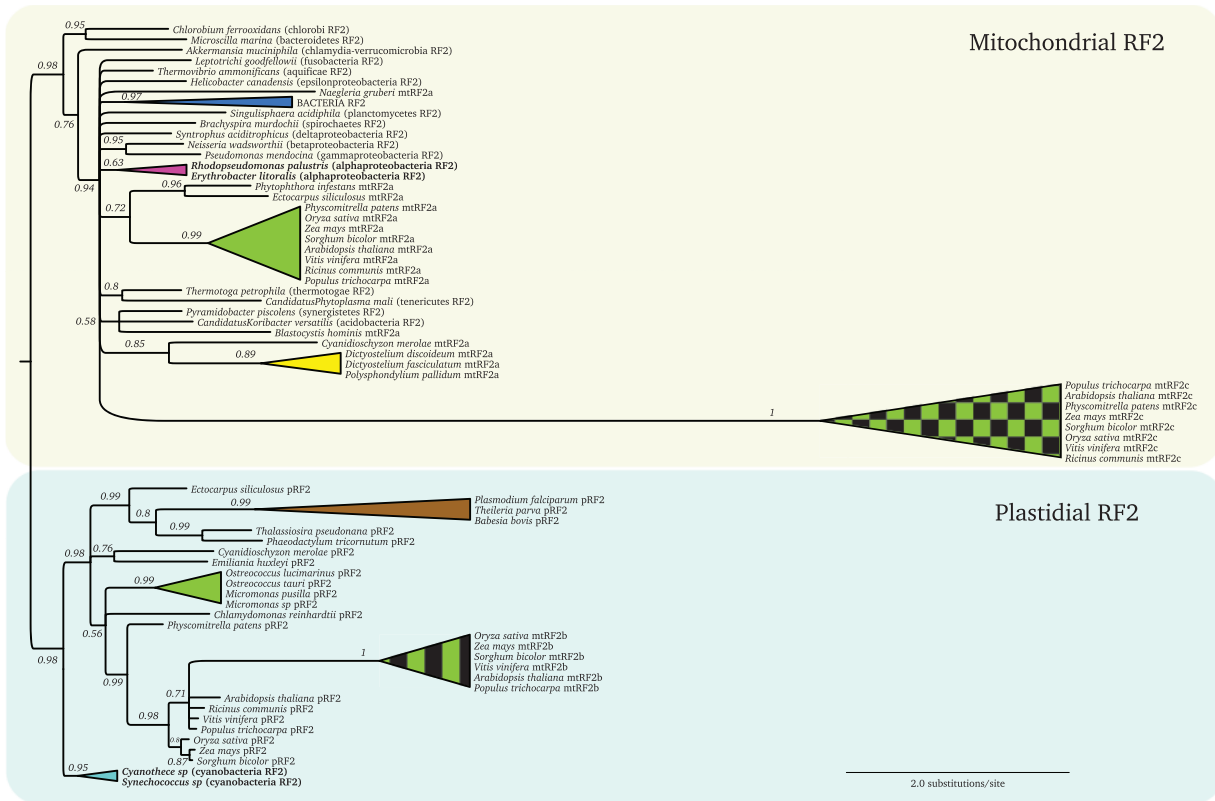 Mitochondrial RF2
0.95
Chlorobium ferrooxidans (chlorobi RF2)
Microscilla marina (bacteroidetes RF2)
0.98
Akkermansia muciniphila (chlamydia-verrucomicrobia RF2)
Leptotrichi goodfellowii (fusobacteria RF2)
Thermovibrio ammonificans (aquificae RF2)
Helicobacter canadensis (epsilonproteobacteria RF2)
Naegleria gruberi mtRF2a
0.97
BACTERIA RF2
Singulisphaera acidiphila (planctomycetes RF2)
0.76
Brachyspira murdochii (spirochaetes RF2)
Syntrophus aciditrophicus (deltaproteobacteria RF2)
0.95
Neisseria wadsworthii (betaproteobacteria RF2)
Pseudomonas mendocina (gammaproteobacteria RF2)
0.63
Rhodopseudomonas palustris (alphaproteobacteria RF2)
Erythrobacter litoralis (alphaproteobacteria RF2)
0.94
0.96
Phytophthora infestans mtRF2a
Ectocarpus siliculosus mtRF2a
0.72
Physcomitrella patens mtRF2a
Oryza sativa mtRF2a
Zea mays mtRF2a
0.99
Sorghum bicolor mtRF2a
Arabidopsis thaliana mtRF2a
Vitis vinifera mtRF2a
Ricinus communis mtRF2a
Populus trichocarpa mtRF2a
0.8
Thermotoga petrophila (thermotogae RF2)
CandidatusPhytoplasma mali (tenericutes RF2)
Pyramidobacter piscolens (synergistetes RF2)
0.58
CandidatusKoribacter versatilis (acidobacteria RF2)
Blastocystis hominis mtRF2a
0.85
Cyanidioschyzon merolae mtRF2a
0.89
Dictyostelium discoideum mtRF2a
Dictyostelium fasciculatum mtRF2a
Polysphondylium pallidum mtRF2a
1
Populus trichocarpa mtRF2c
Arabidopsis thaliana mtRF2c
Physcomitrella patens mtRF2c
Zea mays mtRF2c
Sorghum bicolor mtRF2c
Oryza sativa mtRF2c
Vitis vinifera mtRF2c
Ricinus communis mtRF2c
Plastidial RF2
0.99
Ectocarpus siliculosus pRF2
0.99
Plasmodium falciparum pRF2
Theileria parva pRF2
Babesia bovis pRF2
0.8
0.99
Thalassiosira pseudonana pRF2
Phaeodactylum tricornutum pRF2
0.98
0.76
Cyanidioschyzon merolae pRF2
Emiliania huxleyi pRF2
0.99
Ostreococcus lucimarinus pRF2
Ostreococcus tauri pRF2
Micromonas pusilla pRF2
Micromonas sp pRF2
Chlamydomonas reinhardtii pRF2
0.56
Physcomitrella patens pRF2
0.98
1
Oryza sativa mtRF2b
Zea mays mtRF2b
Sorghum bicolor mtRF2b
Vitis vinifera mtRF2b
Arabidopsis thaliana mtRF2b
Populus trichocarpa mtRF2b
0.99
0.71
Arabidopsis thaliana pRF2
Ricinus communis pRF2
0.98
Vitis vinifera pRF2
Populus trichocarpa pRF2
0.8
Oryza sativa pRF2
Zea mays pRF2
0.87
Sorghum bicolor pRF2
0.95
Cyanothece sp (cyanobacteria RF2)
Synechococcus sp (cyanobacteria RF2)
2.0 substitutions/site